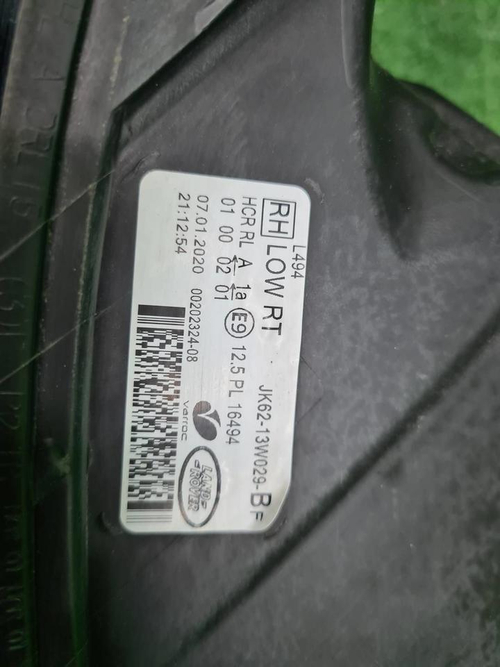 L494
RH LOW RT JK62-13W029-BF
HCR RL A 1a E9 12.5 PL 16494
01 00 02 01
07.01.2020 00202324-08
21:12:54
varroc
LAND ROVER